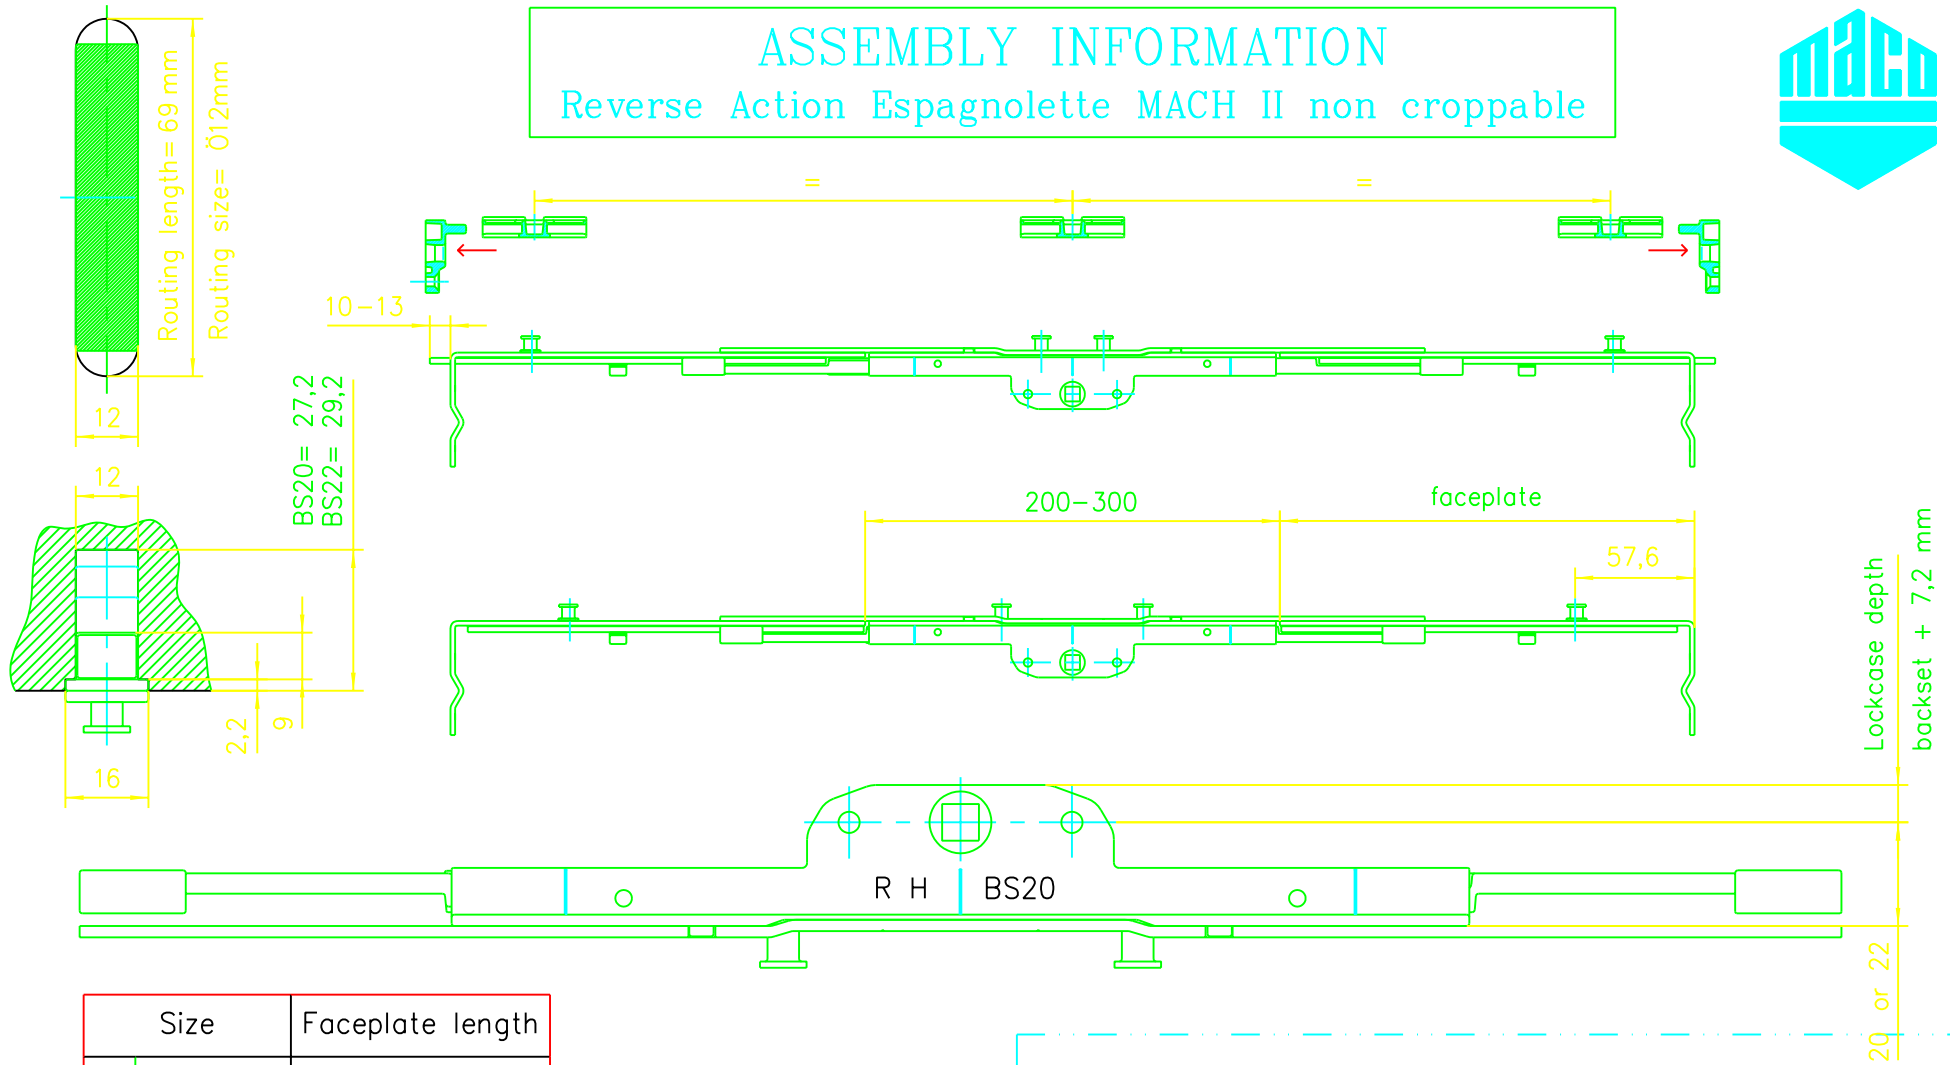 ASSEMBLY INFORMATION
Reverse Action Espagnolette MACH II non croppable
maco
Routing length= 69 mm
Routing size= Ö12mm
=
=
10-13
12
12
BS20= 27,2
BS22= 29,2
200-300
faceplate
57,6
Lockcase depth
backset + 7,2 mm
2,2
9
16
R H
BS20
20 or 22
Size
Faceplate length